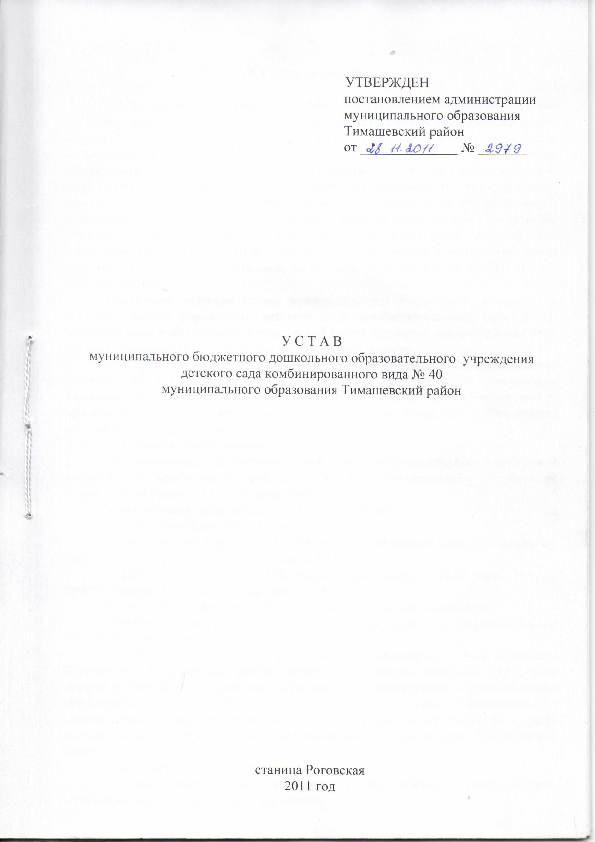 УТВЕРЖДЕН
постановлением администрации
муниципального образования
Тимашевский район
от 28 11.2011 № 2979
У С Т А В
муниципального бюджетного дошкольного образовательного учреждения
детского сада комбинированного вида № 40
муниципального образования Тимашевский район
станица Роговская
2011 год